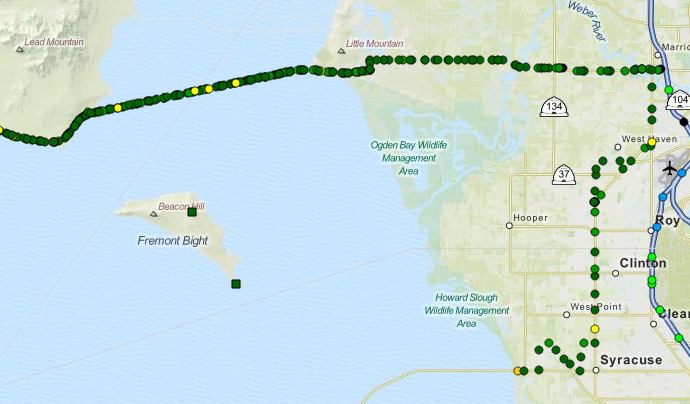 Weber
River
Lead Mountain
Little Mountain
Marric
104
134
West Haven
Ogden Bay Wildlife
Management
Area
37
Beacon Hill
Hooper
Roy
Fremont Bight
Clinton
Howard Slough
Wildlife Management
Area
West Point
Clear
Syracuse